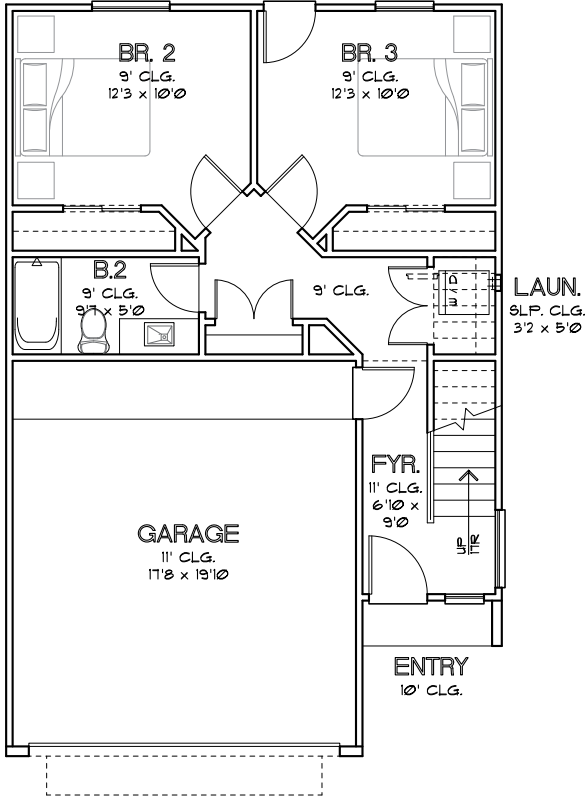 BR. 2
9' CLG.
12'3 x 10'0
BR. 3
9' CLG.
12'3 x 10'0
B.2
9' CLG.
9'7 x 5'0
9' CLG.
W/D
LAUN.
SLP. CLG.
3'2 x 5'0
FYR.
11' CLG.
6'10 x
9'0
UP
17R
GARAGE
11' CLG.
17'8 x 19'10
ENTRY
10' CLG.